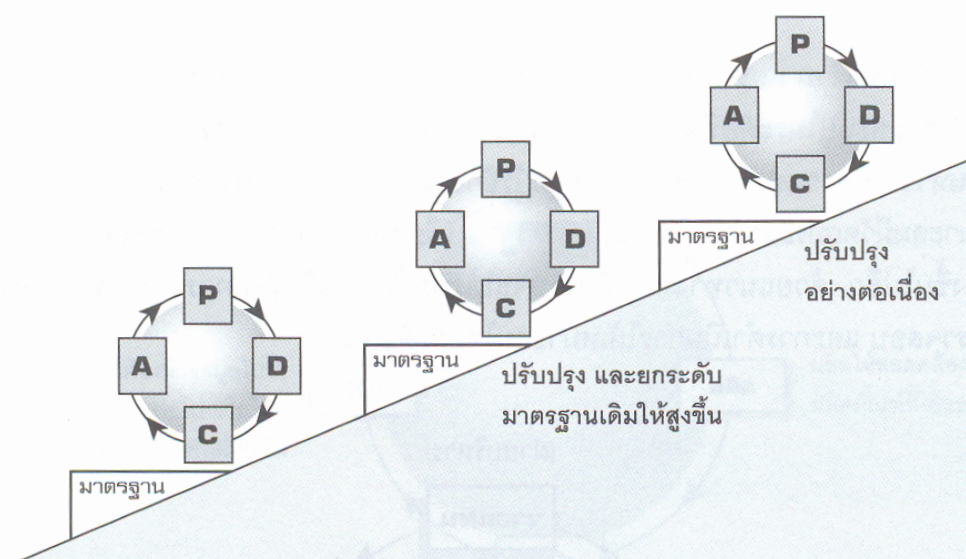 P
A
D
C
มาตรฐาน
P
A
D
C
มาตรฐาน
ปรับปรุง และยกระดับ
มาตรฐานเดิมให้สูงขึ้น
P
A
D
C
มาตรฐาน
ปรับปรุง
อย่างต่อเนื่อง